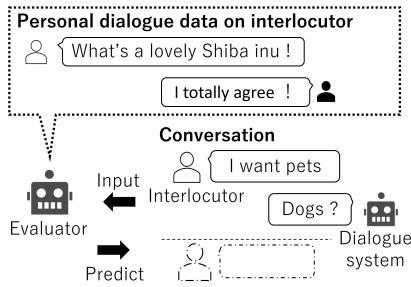 Personal dialogue data on interlocutor
What's a lovely Shiba inu !
I totally agree !
Conversation
I want pets
Input
Interlocutor
Dogs ?
Evaluator
Dialogue
system
Predict